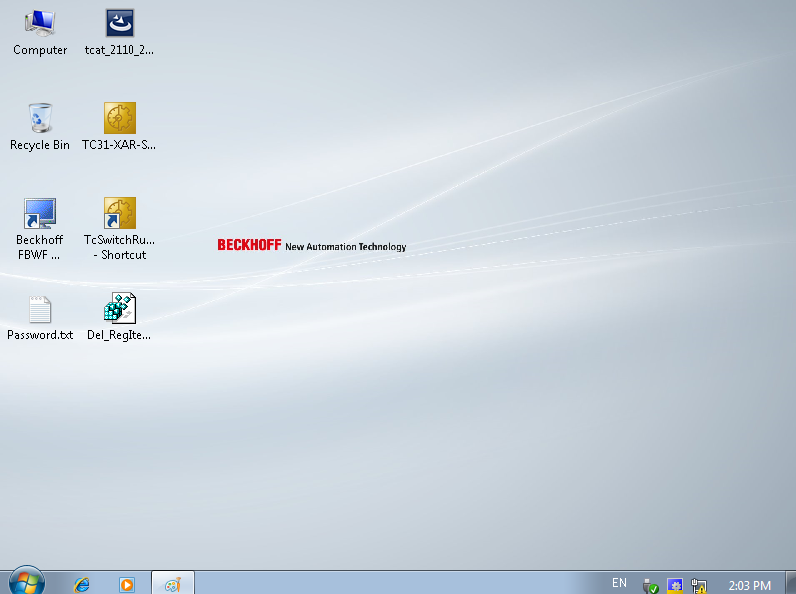 Computer
tcat_2110_2...
Recycle Bin
TC31-XAR-S...
Beckhoff
FBWF ...
TcSwitchRu...
- Shortcut
Password.txt
Del_RegIte...
BECKHOFF New Automation Technology
EN
2:03 PM